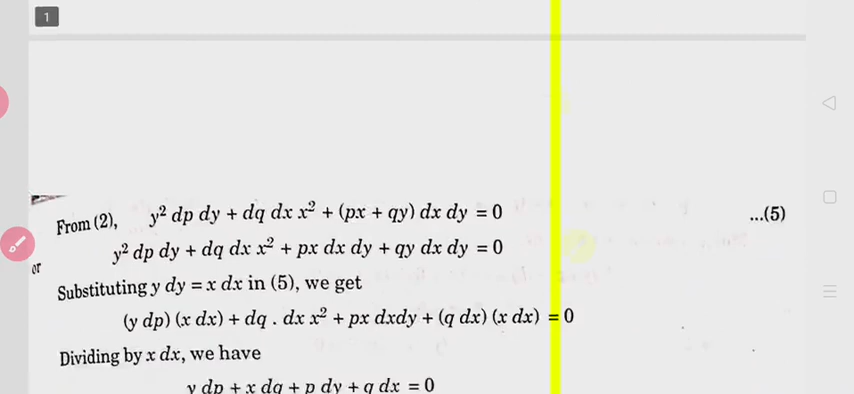 1
From (2), y² dp dy + dq dx x² + (px + qy) dx dy = 0 ...(5)
or y² dp dy + dq dx x² + px dx dy + qy dx dy = 0
Substituting y dy = x dx in (5), we get
(y dp) (x dx) + dq . dx x² + px dxdy + (q dx) (x dx) = 0
Dividing by x dx, we have
y dp + x dq + p dy + q dx = 0